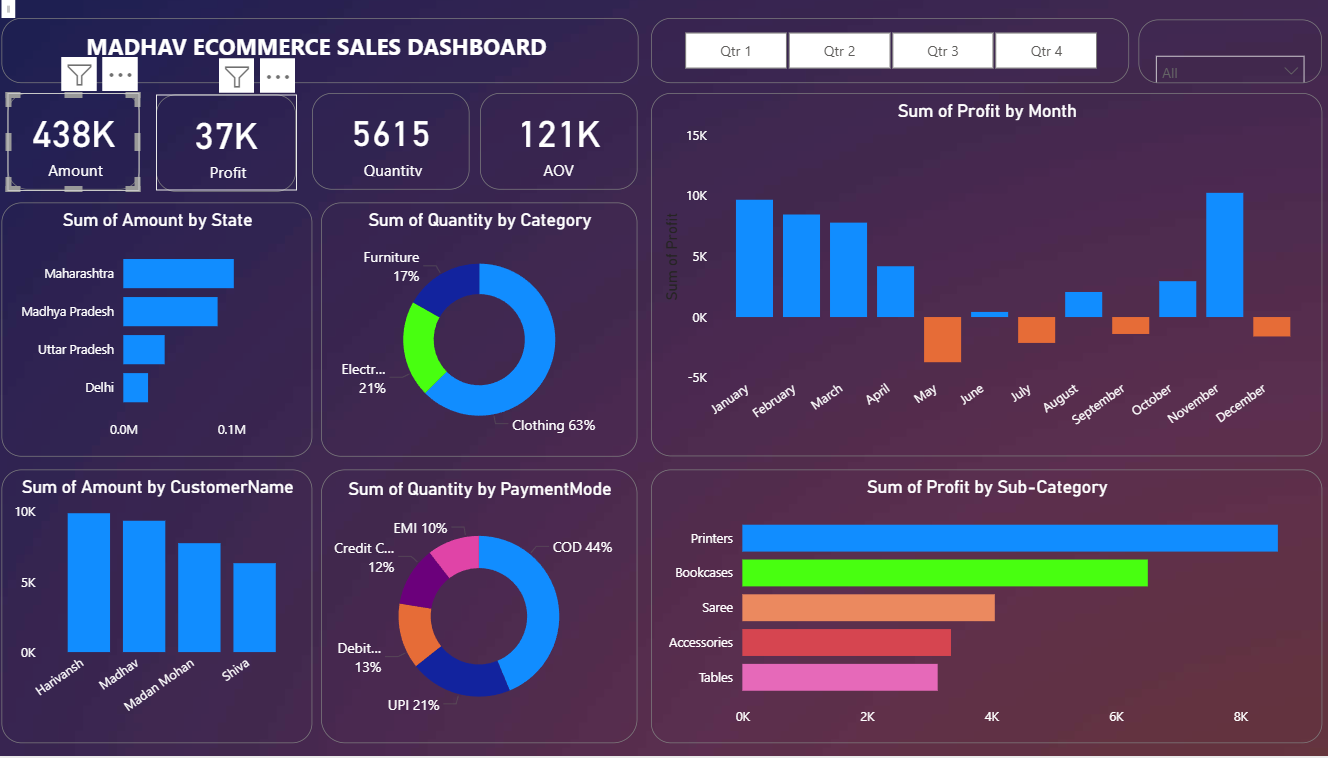 MADHAV ECOMMERCE SALES DASHBOARD
Qtr 1
Qtr 2
Qtr 3
Qtr 4
All
438K
Amount
37K
Profit
5615
Quantity
121K
AOV
Sum of Profit by Month
Sum of Profit
15K
10K
5K
0K
-5K
January
February
March
April
May
June
July
August
September
October
November
December
Sum of Amount by State
Maharashtra
Madhya Pradesh
Uttar Pradesh
Delhi
0.0M
0.1M
Sum of Quantity by Category
Furniture
17%
Electr...
21%
Clothing 63%
Sum of Amount by CustomerName
10K
5K
0K
Harivansh
Madhav
Madan Mohan
Shiva
Sum of Quantity by PaymentMode
EMI 10%
COD 44%
Credit C...
12%
Debit...
13%
UPI 21%
Sum of Profit by Sub-Category
Printers
Bookcases
Saree
Accessories
Tables
0K
2K
4K
6K
8K